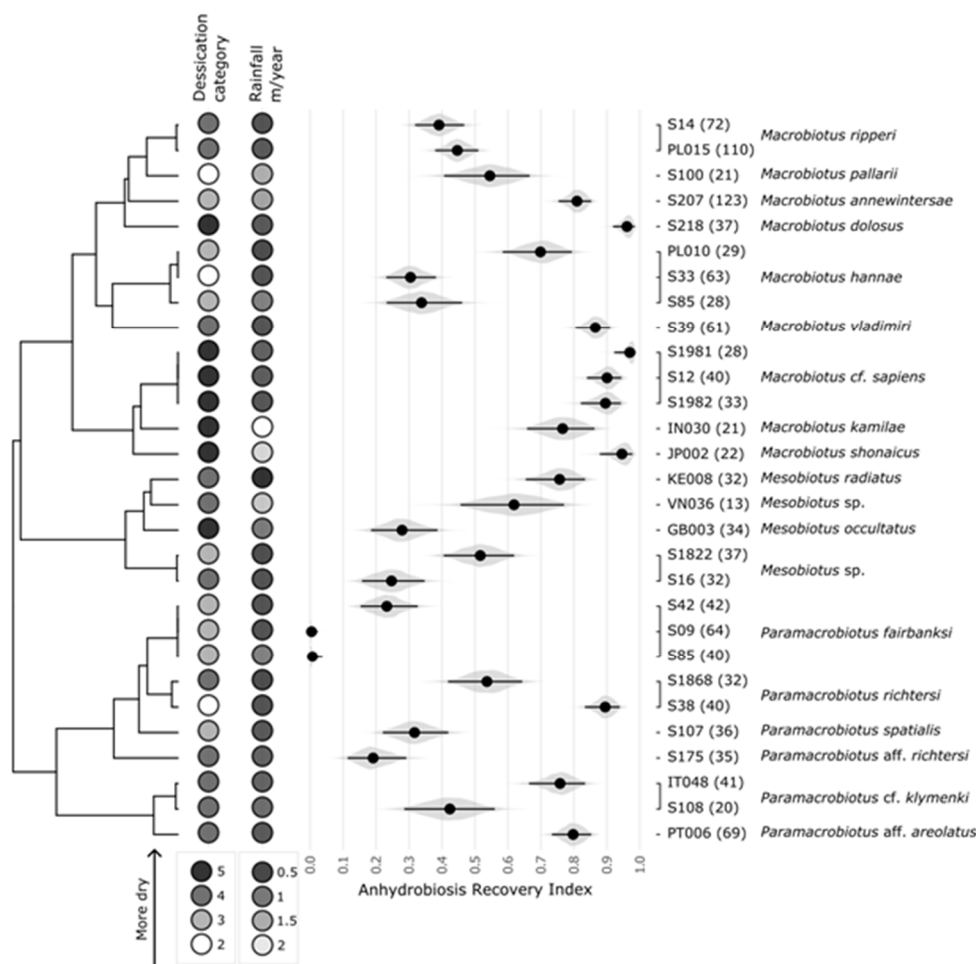 Dessication
category
Rainfall
m/year
S14 (72)
PL015 (110)
Macrobiotus ripperi
S100 (21) Macrobiotus pallarii
S207 (123) Macrobiotus annewintersae
S218 (37) Macrobiotus dolosus
PL010 (29)
S33 (63) Macrobiotus hannae
S85 (28)
S39 (61) Macrobiotus vladimiri
S1981 (28)
S12 (40) Macrobiotus cf. sapiens
S1982 (33)
IN030 (21) Macrobiotus kamilae
JP002 (22) Macrobiotus shonaicus
KE008 (32) Mesobiotus radiatus
VN036 (13) Mesobiotus sp.
GB003 (34) Mesobiotus occultatus
S1822 (37)
S16 (32)
Mesobiotus sp.
S42 (42)
S09 (64) Paramacrobiotus fairbanksi
S85 (40)
S1868 (32)
S38 (40)
Paramacrobiotus richtersi
S107 (36) Paramacrobiotus spatialis
S175 (35) Paramacrobiotus aff. richtersi
IT048 (41)
S108 (20)
Paramacrobiotus cf. klymenki
PT006 (69) Paramacrobiotus aff. areolatus
0.0 0.1 0.2 0.3 0.4 0.5 0.6 0.7 0.8 0.9 1.0
Anhydrobiosis Recovery Index
More dry
5 0.5
4 1
3 1.5
2 2